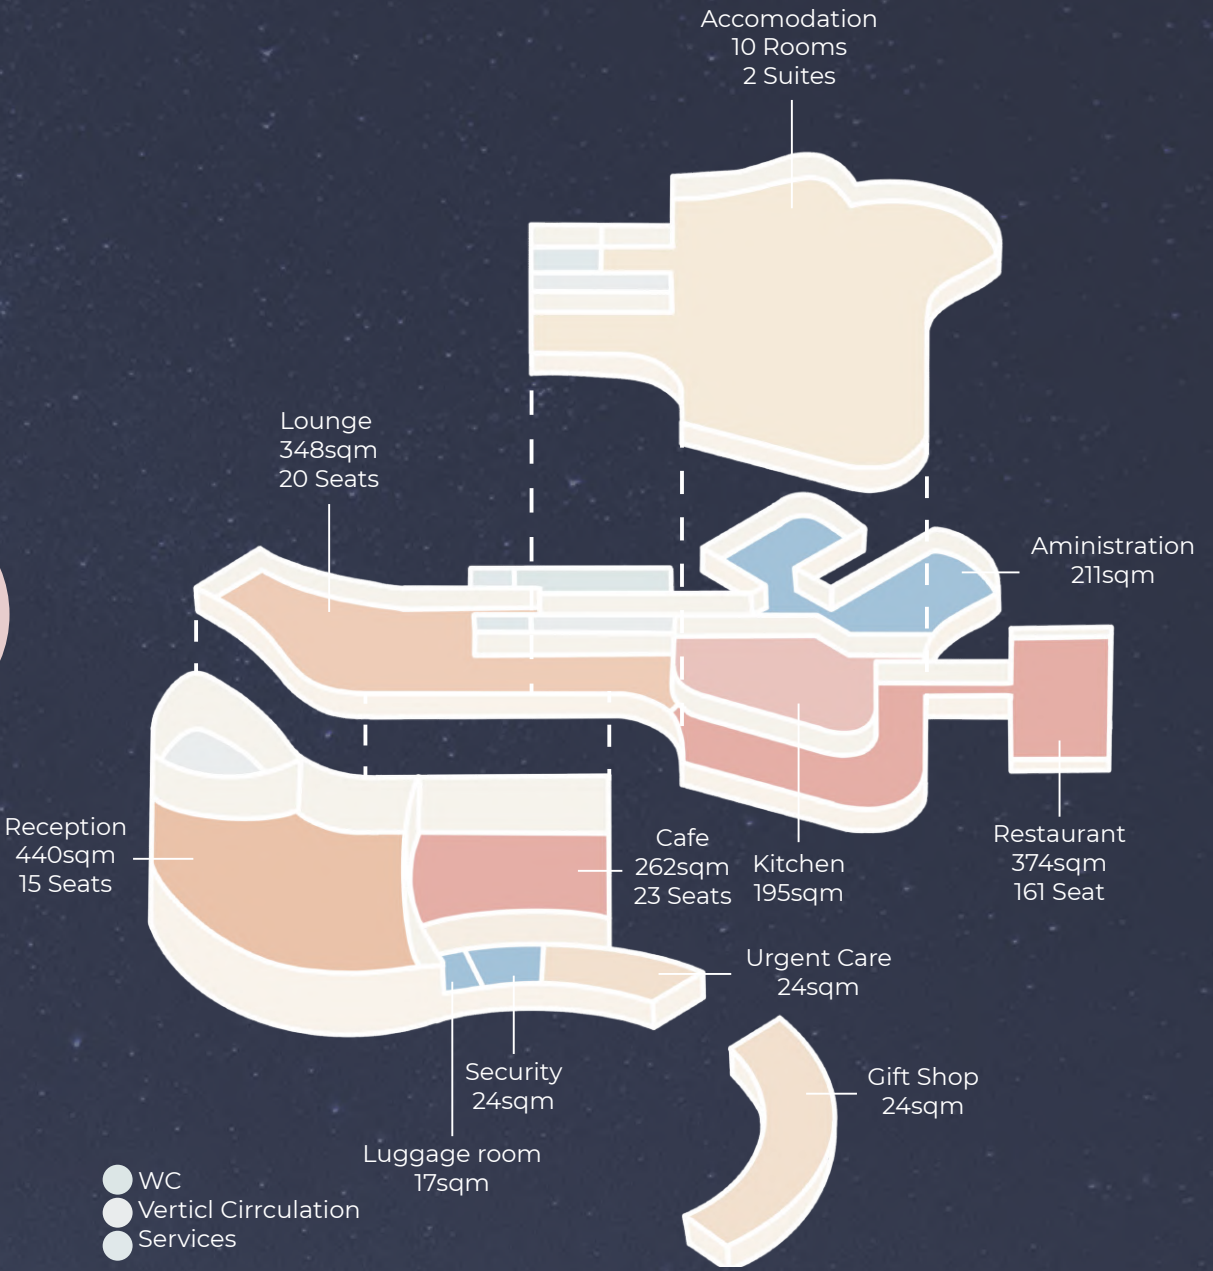 Accomodation
10 Rooms
2 Suites
Lounge
348sqm
20 Seats
Aministration
211sqm
Reception
440sqm
15 Seats
Cafe
262sqm
23 Seats
Kitchen
195sqm
Restaurant
374sqm
161 Seat
Urgent Care
24sqm
Security
24sqm
Gift Shop
24sqm
Luggage room
17sqm
WC
Verticl Cirrculation
Services